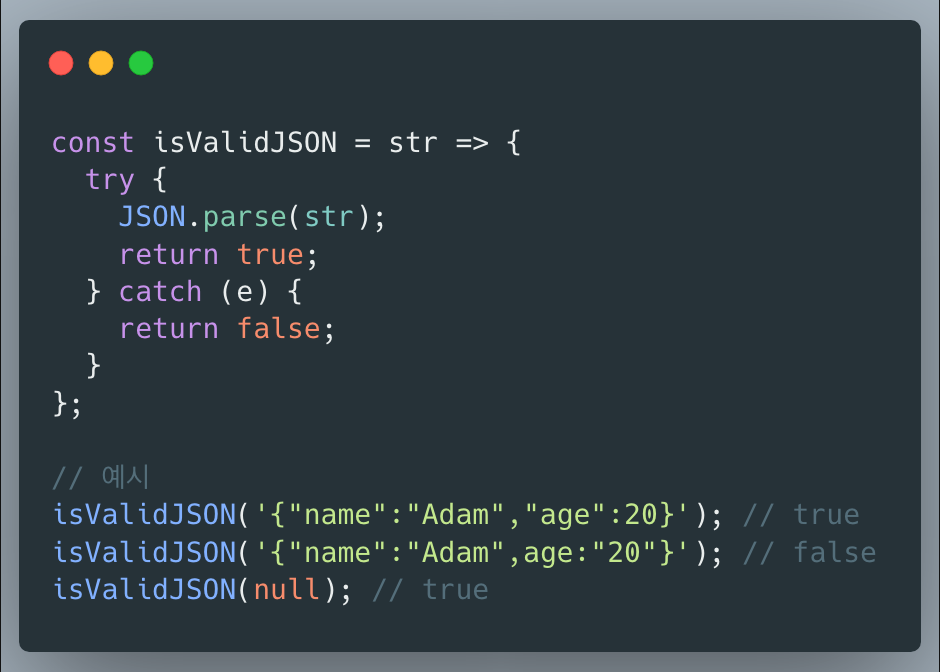 const isValidJSON = str => {
  try {
    JSON.parse(str);
    return true;
  } catch (e) {
    return false;
  }
};
// 예시
isValidJSON('{"name":"Adam","age":20}'); // true
isValidJSON('{"name":"Adam",age:"20"}'); // false
isValidJSON(null); // true